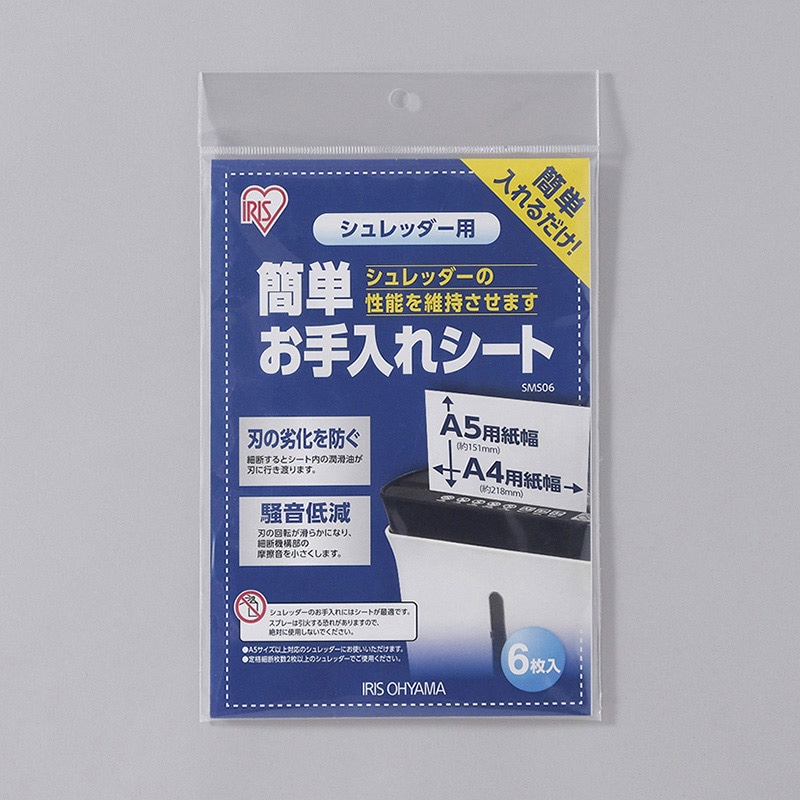 IRIS
簡単
入れるだけ!
シュレッダー用
簡単
シュレッダーの
性能を維持させます
お手入れシート
SMS06
A5用紙幅
(約151mm)
A4用紙幅
(約218mm)
刃の劣化を防ぐ
細断するとシート内の潤滑油が
刃に行き渡ります。
騒音低減
刃の回転が滑らかになり、
細断機構部の
摩擦音を小さくします。
シュレッダーのお手入れにはシートが最適です。
スプレーは引火する恐れがありますので、
絶対に使用しないでください。
●A5サイズ以上対応のシュレッダーにお使いいただけます。
●定格細断枚数2枚以上のシュレッダーでご使用ください。
6枚入
IRIS OHYAMA